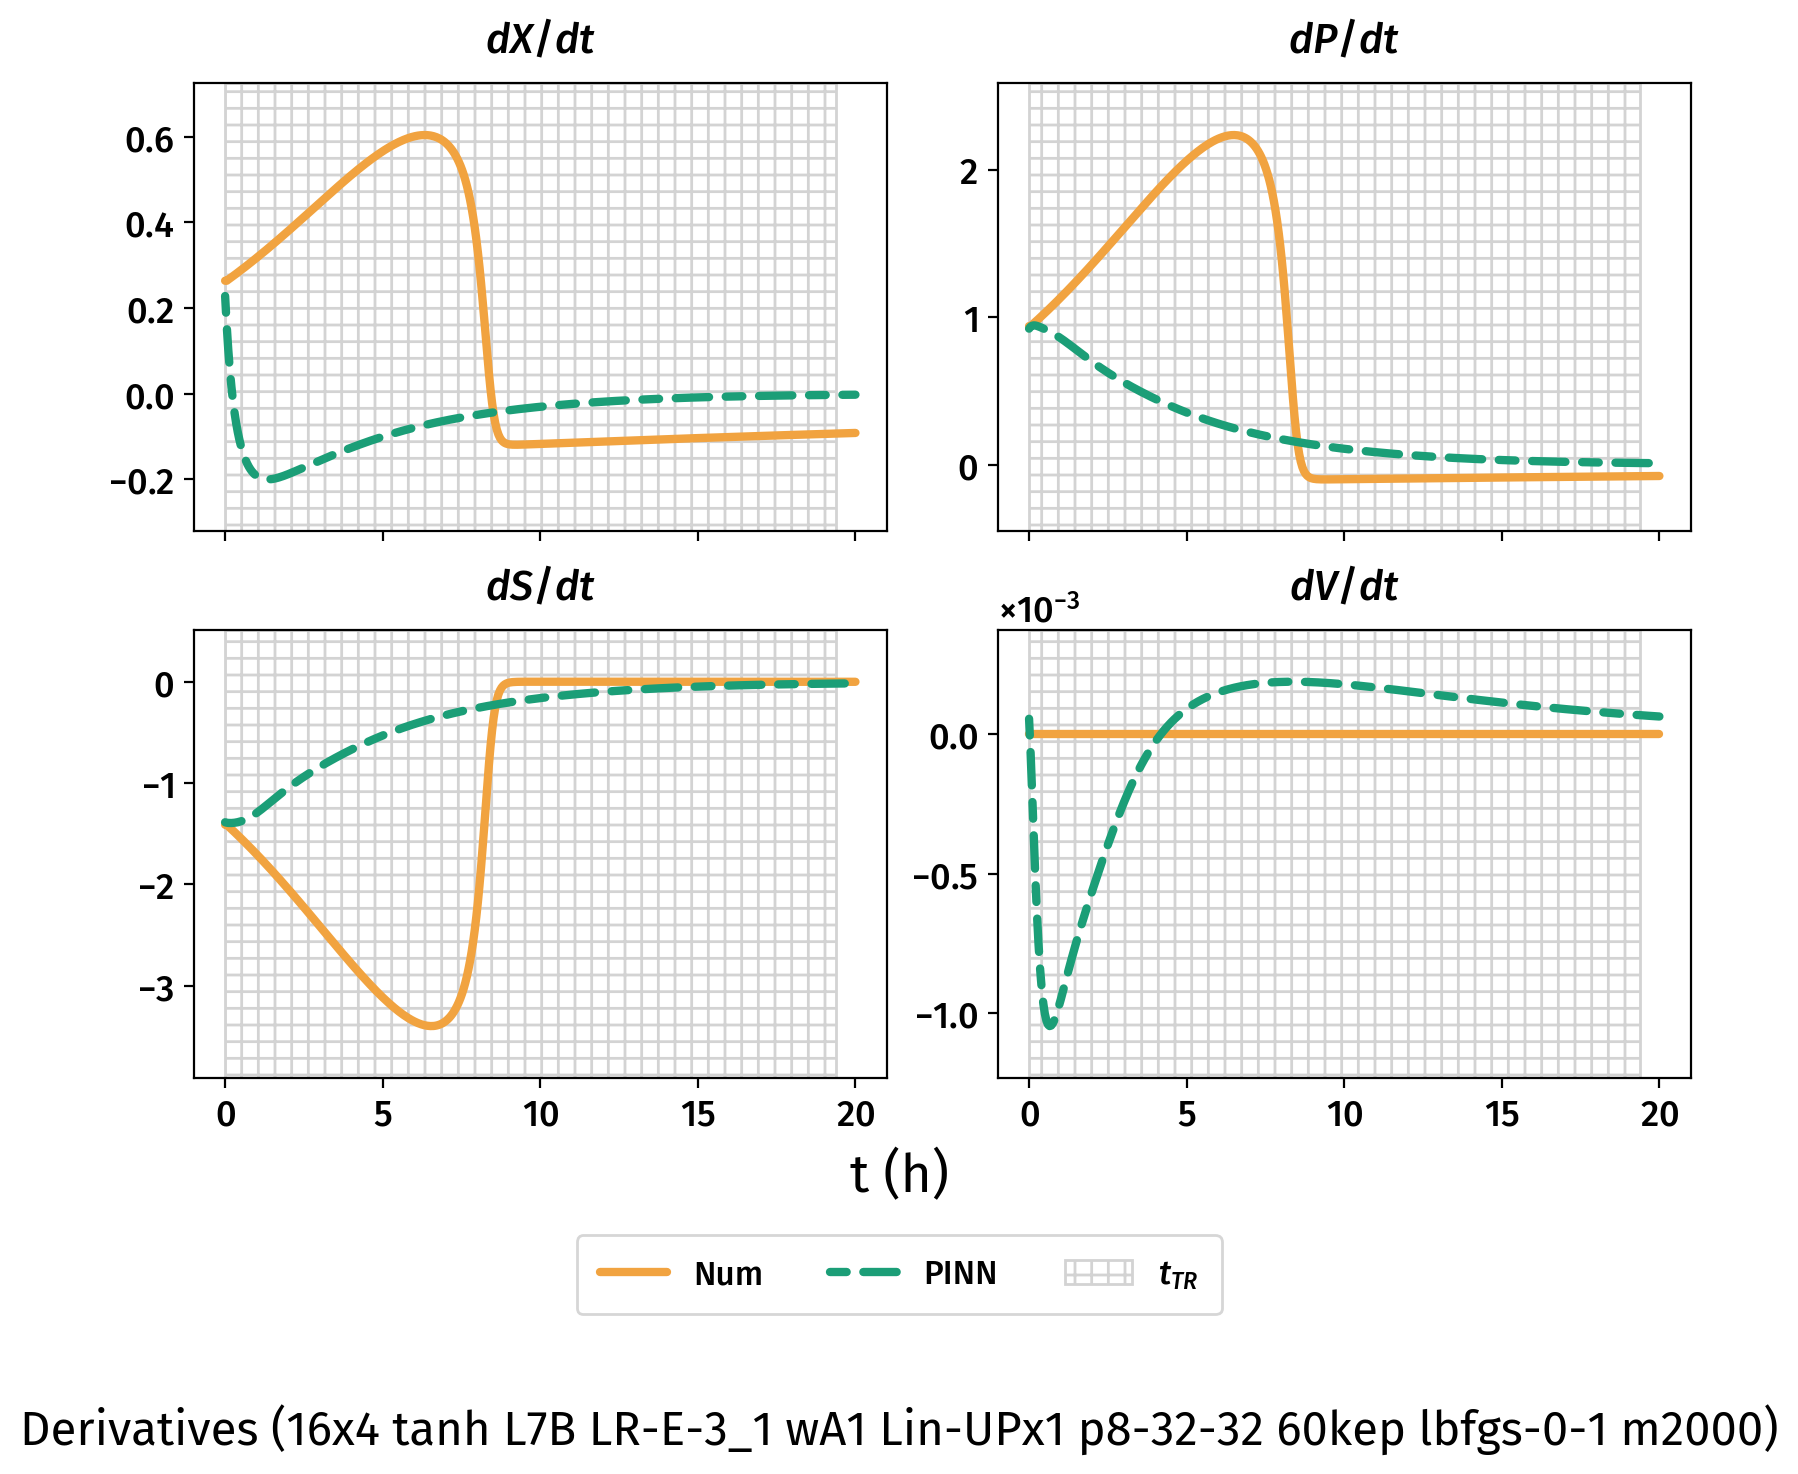 dX/dt
dP/dt
0.6
0.4
0.2
0.0
−0.2
2
1
0
dS/dt
dV/dt
×10⁻³
0
−1
−2
−3
0.0
−0.5
−1.0
0 5 10 15 20
0 5 10 15 20
t (h)
Num PINN t_TR
Derivatives (16x4 tanh L7B LR-E-3_1 wA1 Lin-UPx1 p8-32-32 60kep lbfgs-0-1 m2000)